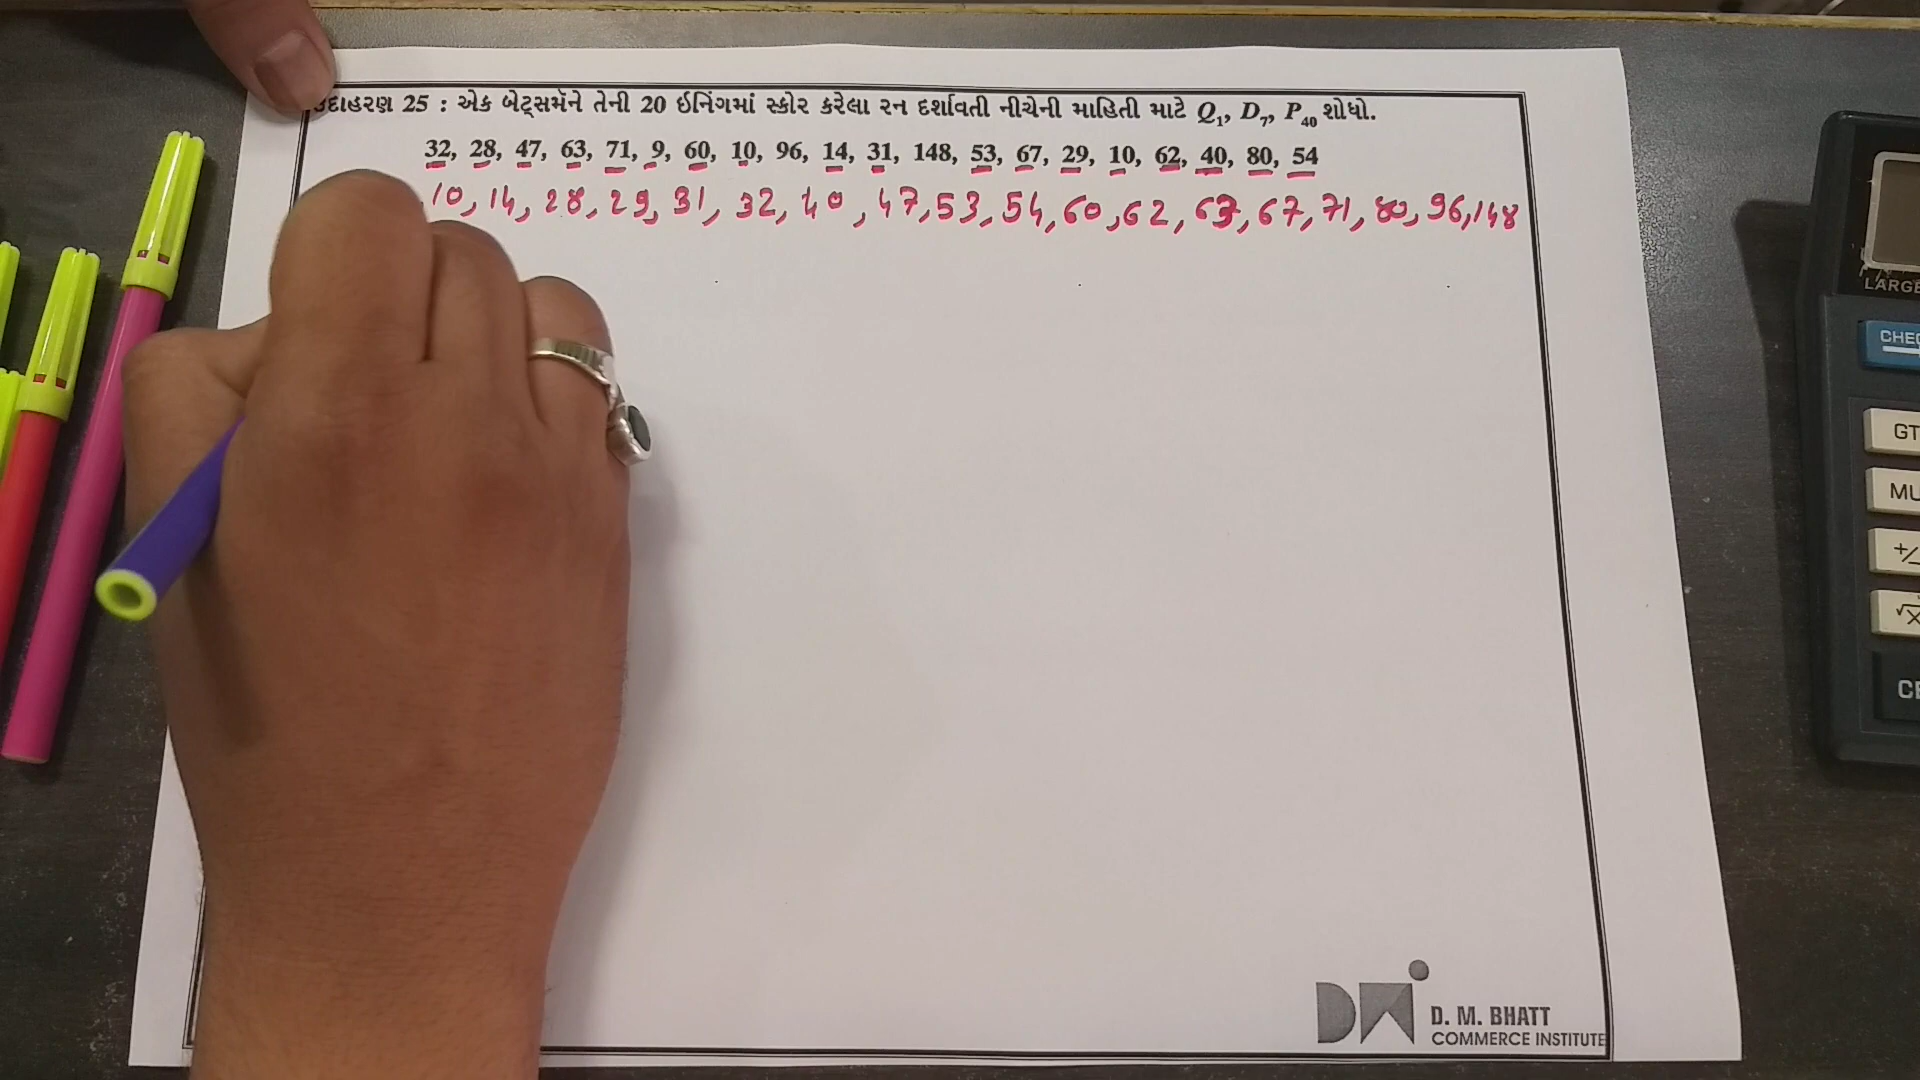 ઉદાહરણ 25 : એક બેટ્સમૅને તેની 20 ઇનિંગમાં સ્કોર કરેલા રન દર્શાવતી નીચેની માહિતી માટે Q₁, D₇, P₄₀ શોધો.
32, 28, 47, 63, 71, 9, 60, 10, 96, 14, 31, 148, 53, 67, 29, 10, 62, 40, 80, 54
10, 14, 28, 29, 31, 32, 40, 47, 53, 54, 60, 62, 63, 67, 71, 80, 96, 148
LARGE
CHEC
GT
MU
+/
√X
CE
D. M. BHATT
COMMERCE INSTITUTE